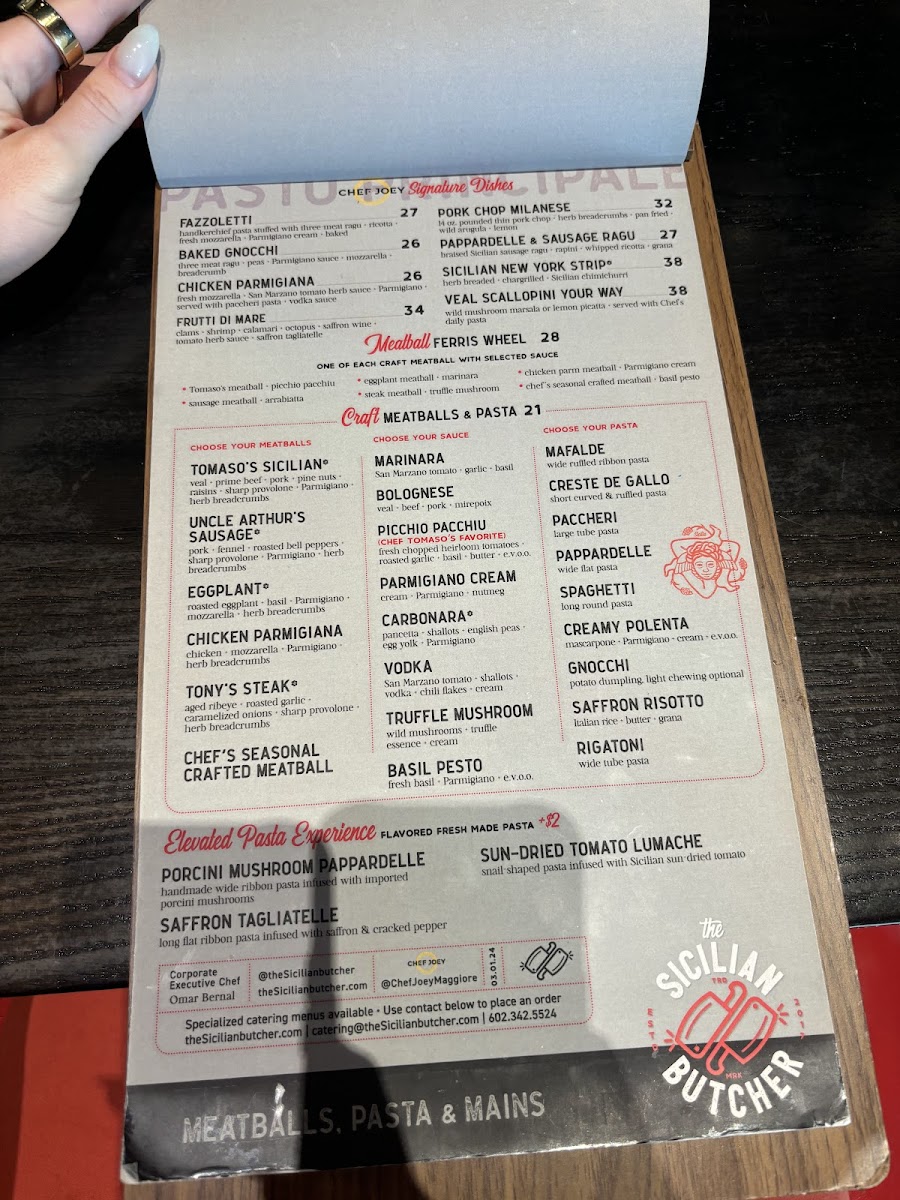 PASTO PRINCIPALE
CHEF JOEY Signature Dishes
FAZZOLETTI 27
handkerchief pasta stuffed with three meat ragu · ricotta ·
fresh mozzarella · Parmigiano cream · baked
BAKED GNOCCHI 26
three meat ragu · peas · Parmigiano sauce · mozzarella ·
breadcrumb
CHICKEN PARMIGIANA 26
fresh mozzarella · San Marzano tomato herb sauce · Parmigiano ·
served with paccheri pasta · vodka sauce
FRUTTI DI MARE 34
clams · shrimp · calamari · octopus · saffron wine ·
tomato herb sauce · saffron tagliatelle
PORK CHOP MILANESE 32
14 oz. pounded thin pork chop · herb breadcrumbs · pan fried ·
wild arugula · lemon
PAPPARDELLE & SAUSAGE RAGU 27
braised Sicilian sausage ragu · rapini · whipped ricotta · grana
SICILIAN NEW YORK STRIP* 38
herb breaded · chargrilled · Sicilian chimichurri
VEAL SCALLOPINI YOUR WAY 38
wild mushroom marsala or lemon picatta · served with Chef's
daily pasta
Meatball FERRIS WHEEL 28
ONE OF EACH CRAFT MEATBALL WITH SELECTED SAUCE
* Tomaso's meatball · picchio pacchiu
* sausage meatball · arrabiatta
* eggplant meatball · marinara
* steak meatball · truffle mushroom
* chicken parm meatball · Parmigiano cream
* chef's seasonal crafted meatball · basil pesto
Craft MEATBALLS & PASTA 21
CHOOSE YOUR MEATBALLS
TOMASO'S SICILIAN*
veal · prime beef · pork · pine nuts ·
raisins · sharp provolone · Parmigiano ·
herb breadcrumbs
UNCLE ARTHUR'S
SAUSAGE*
pork · fennel · roasted bell peppers ·
sharp provolone · Parmigiano · herb
breadcrumbs
EGGPLANT*
roasted eggplant · basil · Parmigiano ·
mozzarella · herb breadcrumbs
CHICKEN PARMIGIANA
chicken · mozzarella · Parmigiano ·
herb breadcrumbs
TONY'S STEAK*
aged ribeye · roasted garlic ·
caramelized onions · sharp provolone ·
herb breadcrumbs
CHEF'S SEASONAL
CRAFTED MEATBALL
CHOOSE YOUR SAUCE
MARINARA
San Marzano tomato · garlic · basil
BOLOGNESE
veal · beef · pork · mirepoix
PICCHIO PACCHIU
(CHEF TOMASO'S FAVORITE)
fresh chopped heirloom tomatoes ·
roasted garlic · basil · butter · e.v.o.o.
PARMIGIANO CREAM
cream · Parmigiano · nutmeg
CARBONARA*
pancetta · shallots · english peas ·
egg yolk · Parmigiano
VODKA
San Marzano tomato · shallots ·
vodka · chili flakes · cream
TRUFFLE MUSHROOM
wild mushrooms · truffle
essence · cream
BASIL PESTO
fresh basil · Parmigiano · e.v.o.o.
CHOOSE YOUR PASTA
MAFALDE
wide ruffled ribbon pasta
CRESTE DE GALLO
short curved & ruffled pasta
PACCHERI
large tube pasta
PAPPARDELLE
wide flat pasta
SPAGHETTI
long round pasta
CREAMY POLENTA
mascarpone · Parmigiano · cream · e.v.o.o.
GNOCCHI
potato dumpling, light chewing optional
SAFFRON RISOTTO
Italian rice · butter · grana
RIGATONI
wide tube pasta
Elevated Pasta Experience FLAVORED FRESH MADE PASTA +$2
PORCINI MUSHROOM PAPPARDELLE
handmade wide ribbon pasta infused with imported
porcini mushrooms
SAFFRON TAGLIATELLE
long flat ribbon pasta infused with saffron & cracked pepper
SUN-DRIED TOMATO LUMACHE
snail-shaped pasta infused with Sicilian sun-dried tomato
Corporate
Executive Chef
Omar Bernal
@theSicilianbutcher
theSicilianbutcher.com
CHEF JOEY
@ChefJoeyMaggiore
03.01.24
Specialized catering menus available · Use contact below to place an order
theSicilianbutcher.com | catering@theSicilianbutcher.com | 602.342.5524
the
SICILIAN
TRD
ESTD
2017
MRK
BUTCHER
MEATBALLS, PASTA & MAINS